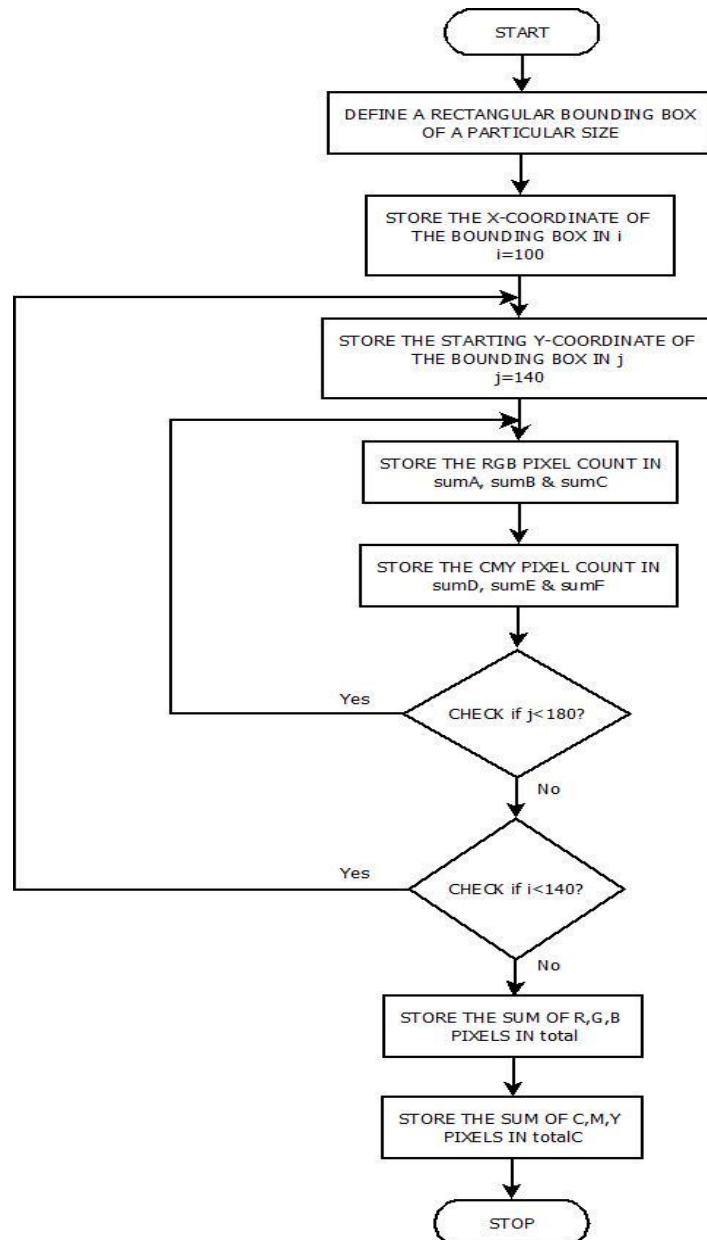 START
DEFINE A RECTANGULAR BOUNDING BOX
OF A PARTICULAR SIZE
STORE THE X-COORDINATE OF
THE BOUNDING BOX IN i
i=100
STORE THE STARTING Y-COORDINATE OF
THE BOUNDING BOX IN j
j=140
STORE THE RGB PIXEL COUNT IN
sumA, sumB & sumC
STORE THE CMY PIXEL COUNT IN
sumD, sumE & sumF
Yes
CHECK if j<180?
No
Yes
CHECK if i<140?
No
STORE THE SUM OF R,G,B
PIXELS IN total
STORE THE SUM OF C,M,Y
PIXELS IN totalC
STOP